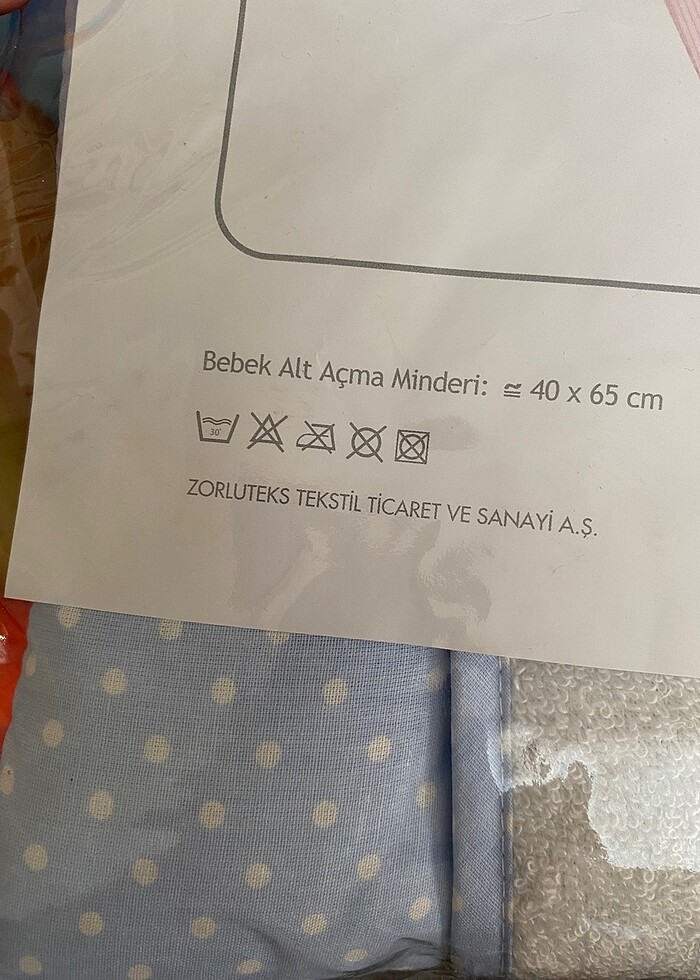 Bebek Alt Açma Minderi: ≅ 40 x 65 cm
30°
ZORLUTEKS TEKSTİL TİCARET VE SANAYİ A.Ş.